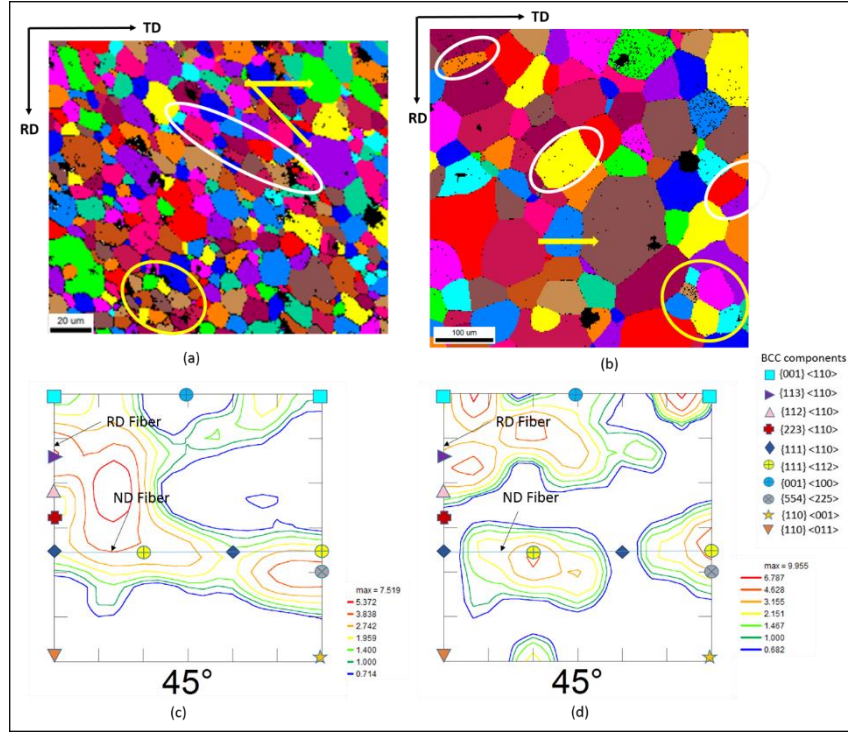 TD
RD
20 um
(a)
TD
RD
100 um
(b)
RD Fiber
ND Fiber
max = 7.519
5.372
3.838
2.742
1.959
1.400
1.000
0.714
45°
(c)
RD Fiber
ND Fiber
max = 9.955
6.787
4.628
3.155
2.151
1.467
1.000
0.682
45°
(d)
BCC components
{001} <110>
{113} <110>
{112} <110>
{223} <110>
{111} <110>
{111} <112>
{001} <100>
{554} <225>
{110} <001>
{110} <011>